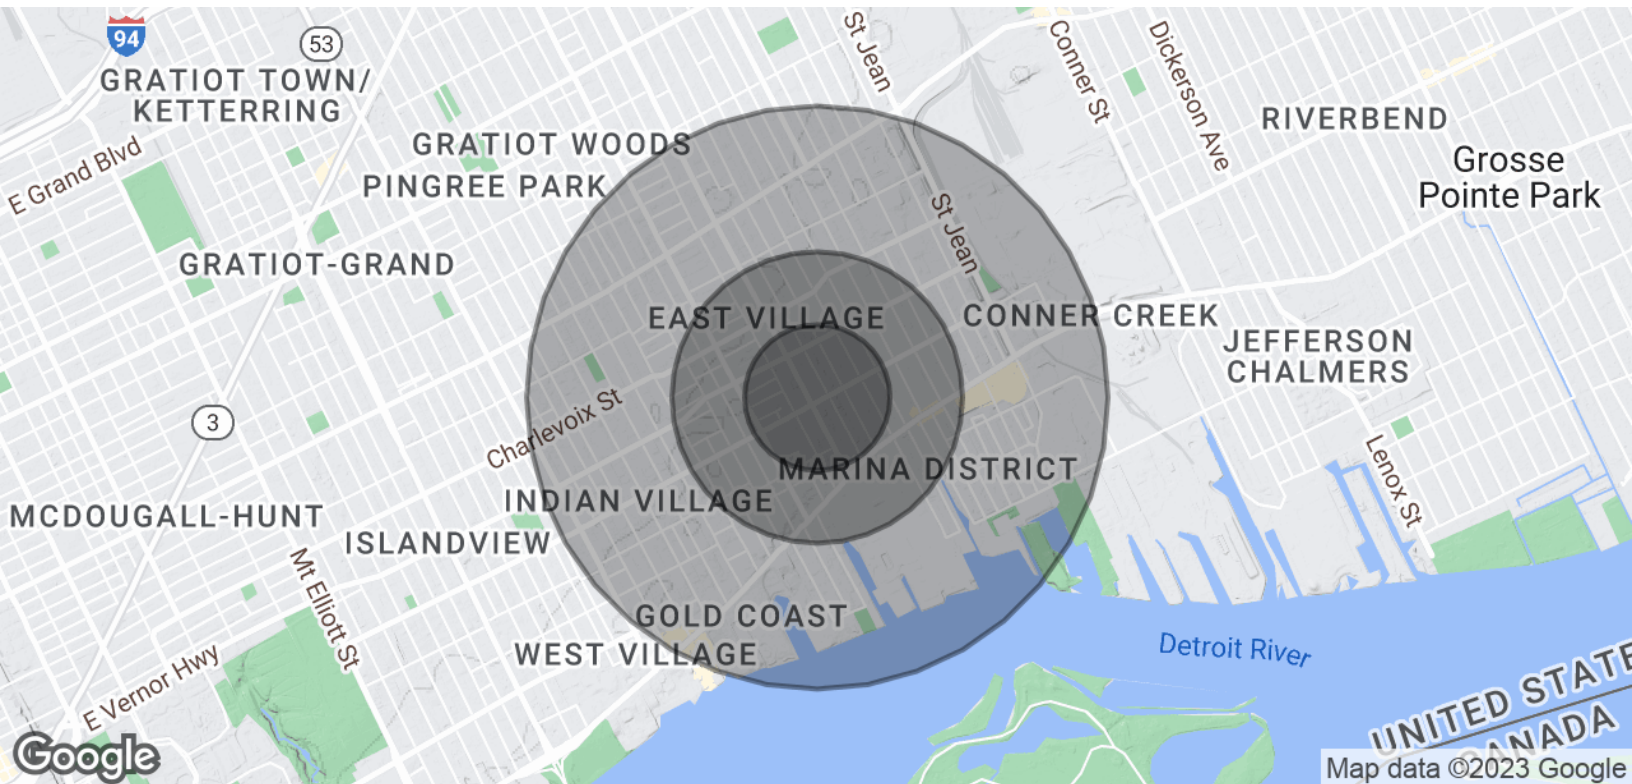 94
53
St Jean
Conner St
Dickerson Ave
GRATIOT TOWN/
KETTERRING
RIVERBEND
GRATIOT WOODS
E Grand Blvd
PINGREE PARK
Grosse
Pointe Park
St Jean
GRATIOT-GRAND
EAST VILLAGE
CONNER CREEK
JEFFERSON
CHALMERS
3
Charlevoix St
MARINA DISTRICT
Lenox St
INDIAN VILLAGE
MCDOUGALL-HUNT
ISLANDVIEW
Mt Elliott St
GOLD COAST
WEST VILLAGE
Detroit River
E Vernor Hwy
UNITED STATE
CANADA
Google
Map data ©2023 Google